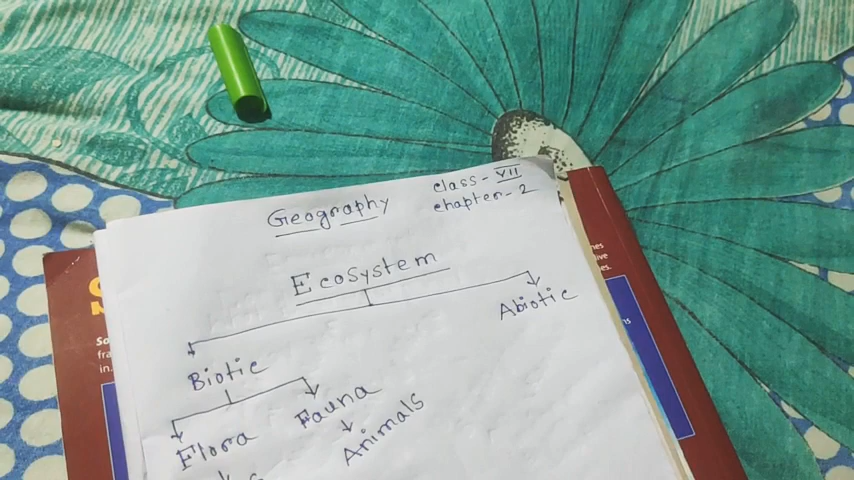 Geography
class - VII
chapter - 2
Ecosystem
Abiotic
Biotic
Flora
Fauna
Animals